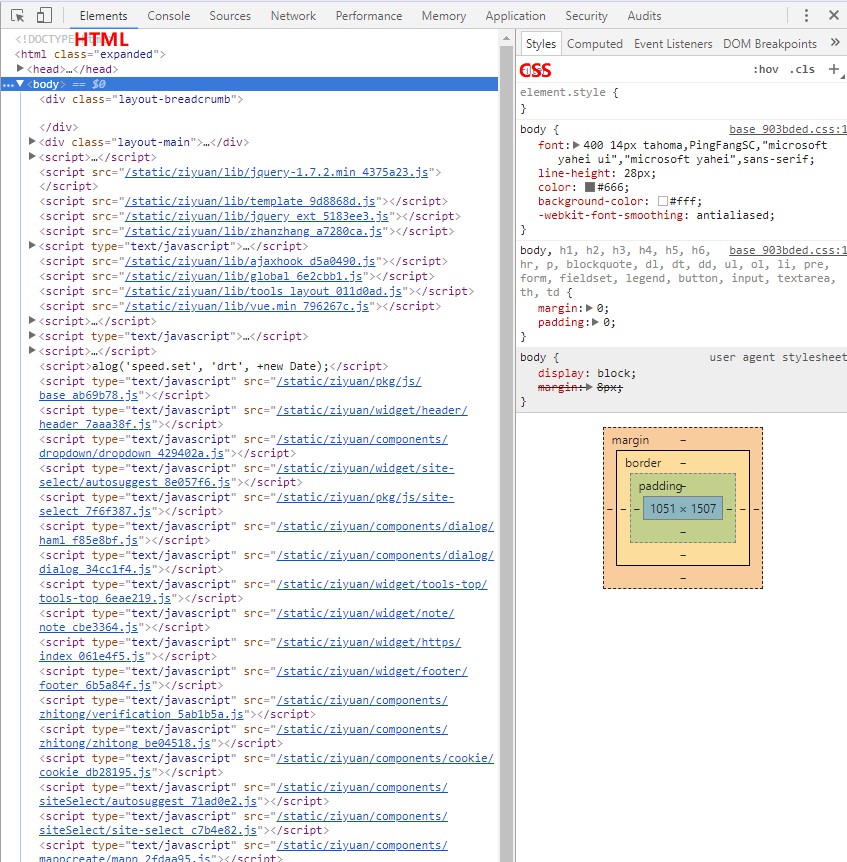 Elements Console Sources Network Performance Memory Application Security Audits
<!DOCTYPE
HTML
<html class="expanded">
<head>…</head>
<body> == $0
<div class="layout-breadcrumb">
</div>
<div class="layout-main">…</div>
<script>…</script>
<script src="/static/ziyuan/lib/jquery-1.7.2.min_4375a23.js">
</script>
<script src="/static/ziyuan/lib/template_9d8868d.js"></script>
<script src="/static/ziyuan/lib/jquery_ext_5183ee3.js"></script>
<script src="/static/ziyuan/lib/zhanzhang_a7280ca.js"></script>
<script type="text/javascript">…</script>
<script src="/static/ziyuan/lib/ajaxhook_d5a0490.js"></script>
<script src="/static/ziyuan/lib/global_6e2cbb1.js"></script>
<script src="/static/ziyuan/lib/tools_layout_011d0ad.js"></script>
<script src="/static/ziyuan/lib/vue.min_796267c.js"></script>
<script>…</script>
<script type="text/javascript">…</script>
<script>…</script>
<script>alog('speed.set', 'drt', +new Date);</script>
<script type="text/javascript" src="/static/ziyuan/pkg/js/
base_ab69b78.js"></script>
<script type="text/javascript" src="/static/ziyuan/widget/header/
header_7aaa38f.js"></script>
<script type="text/javascript" src="/static/ziyuan/components/
dropdown/dropdown_429402a.js"></script>
<script type="text/javascript" src="/static/ziyuan/widget/site-
select/autosuggest_8e057f6.js"></script>
<script type="text/javascript" src="/static/ziyuan/pkg/js/site-
select_7f6f387.js"></script>
<script type="text/javascript" src="/static/ziyuan/components/dialog/
haml_f85e8bf.js"></script>
<script type="text/javascript" src="/static/ziyuan/components/dialog/
dialog_34cc1f4.js"></script>
<script type="text/javascript" src="/static/ziyuan/widget/tools-top/
tools-top_6eae219.js"></script>
<script type="text/javascript" src="/static/ziyuan/widget/note/
note_cbe3364.js"></script>
<script type="text/javascript" src="/static/ziyuan/widget/https/
index_061e4f5.js"></script>
<script type="text/javascript" src="/static/ziyuan/widget/footer/
footer_6b5a84f.js"></script>
<script type="text/javascript" src="/static/ziyuan/components/
zhitong/verification_5ab1b5a.js"></script>
<script type="text/javascript" src="/static/ziyuan/components/
zhitong/zhitong_be04518.js"></script>
<script type="text/javascript" src="/static/ziyuan/components/cookie/
cookie_db28195.js"></script>
<script type="text/javascript" src="/static/ziyuan/components/
siteSelect/autosuggest_71ad0e2.js"></script>
<script type="text/javascript" src="/static/ziyuan/components/
siteSelect/site-select_c7b4e82.js"></script>
<script type="text/javascript" src="/static/ziyuan/components/
mappcreate/mapp_2fdaa95.js"></script>
Styles Computed Event Listeners DOM Breakpoints »
CSS
:hov .cls +
element.style {
}
body { base_903bded.css:1
font: 400 14px tahoma,PingFangSC,"microsoft
yahei ui","microsoft yahei",sans-serif;
line-height: 28px;
color: #666;
background-color: #fff;
-webkit-font-smoothing: antialiased;
}
body, h1, h2, h3, h4, h5, h6, base_903bded.css:1
hr, p, blockquote, dl, dt, dd, ul, ol, li, pre,
form, fieldset, legend, button, input, textarea,
th, td {
margin: 0;
padding: 0;
}
body { user agent stylesheet
display: block;
margin: 8px;
}
margin –
border –
padding –
– – – 1051 × 1507 – – –
–
–
–